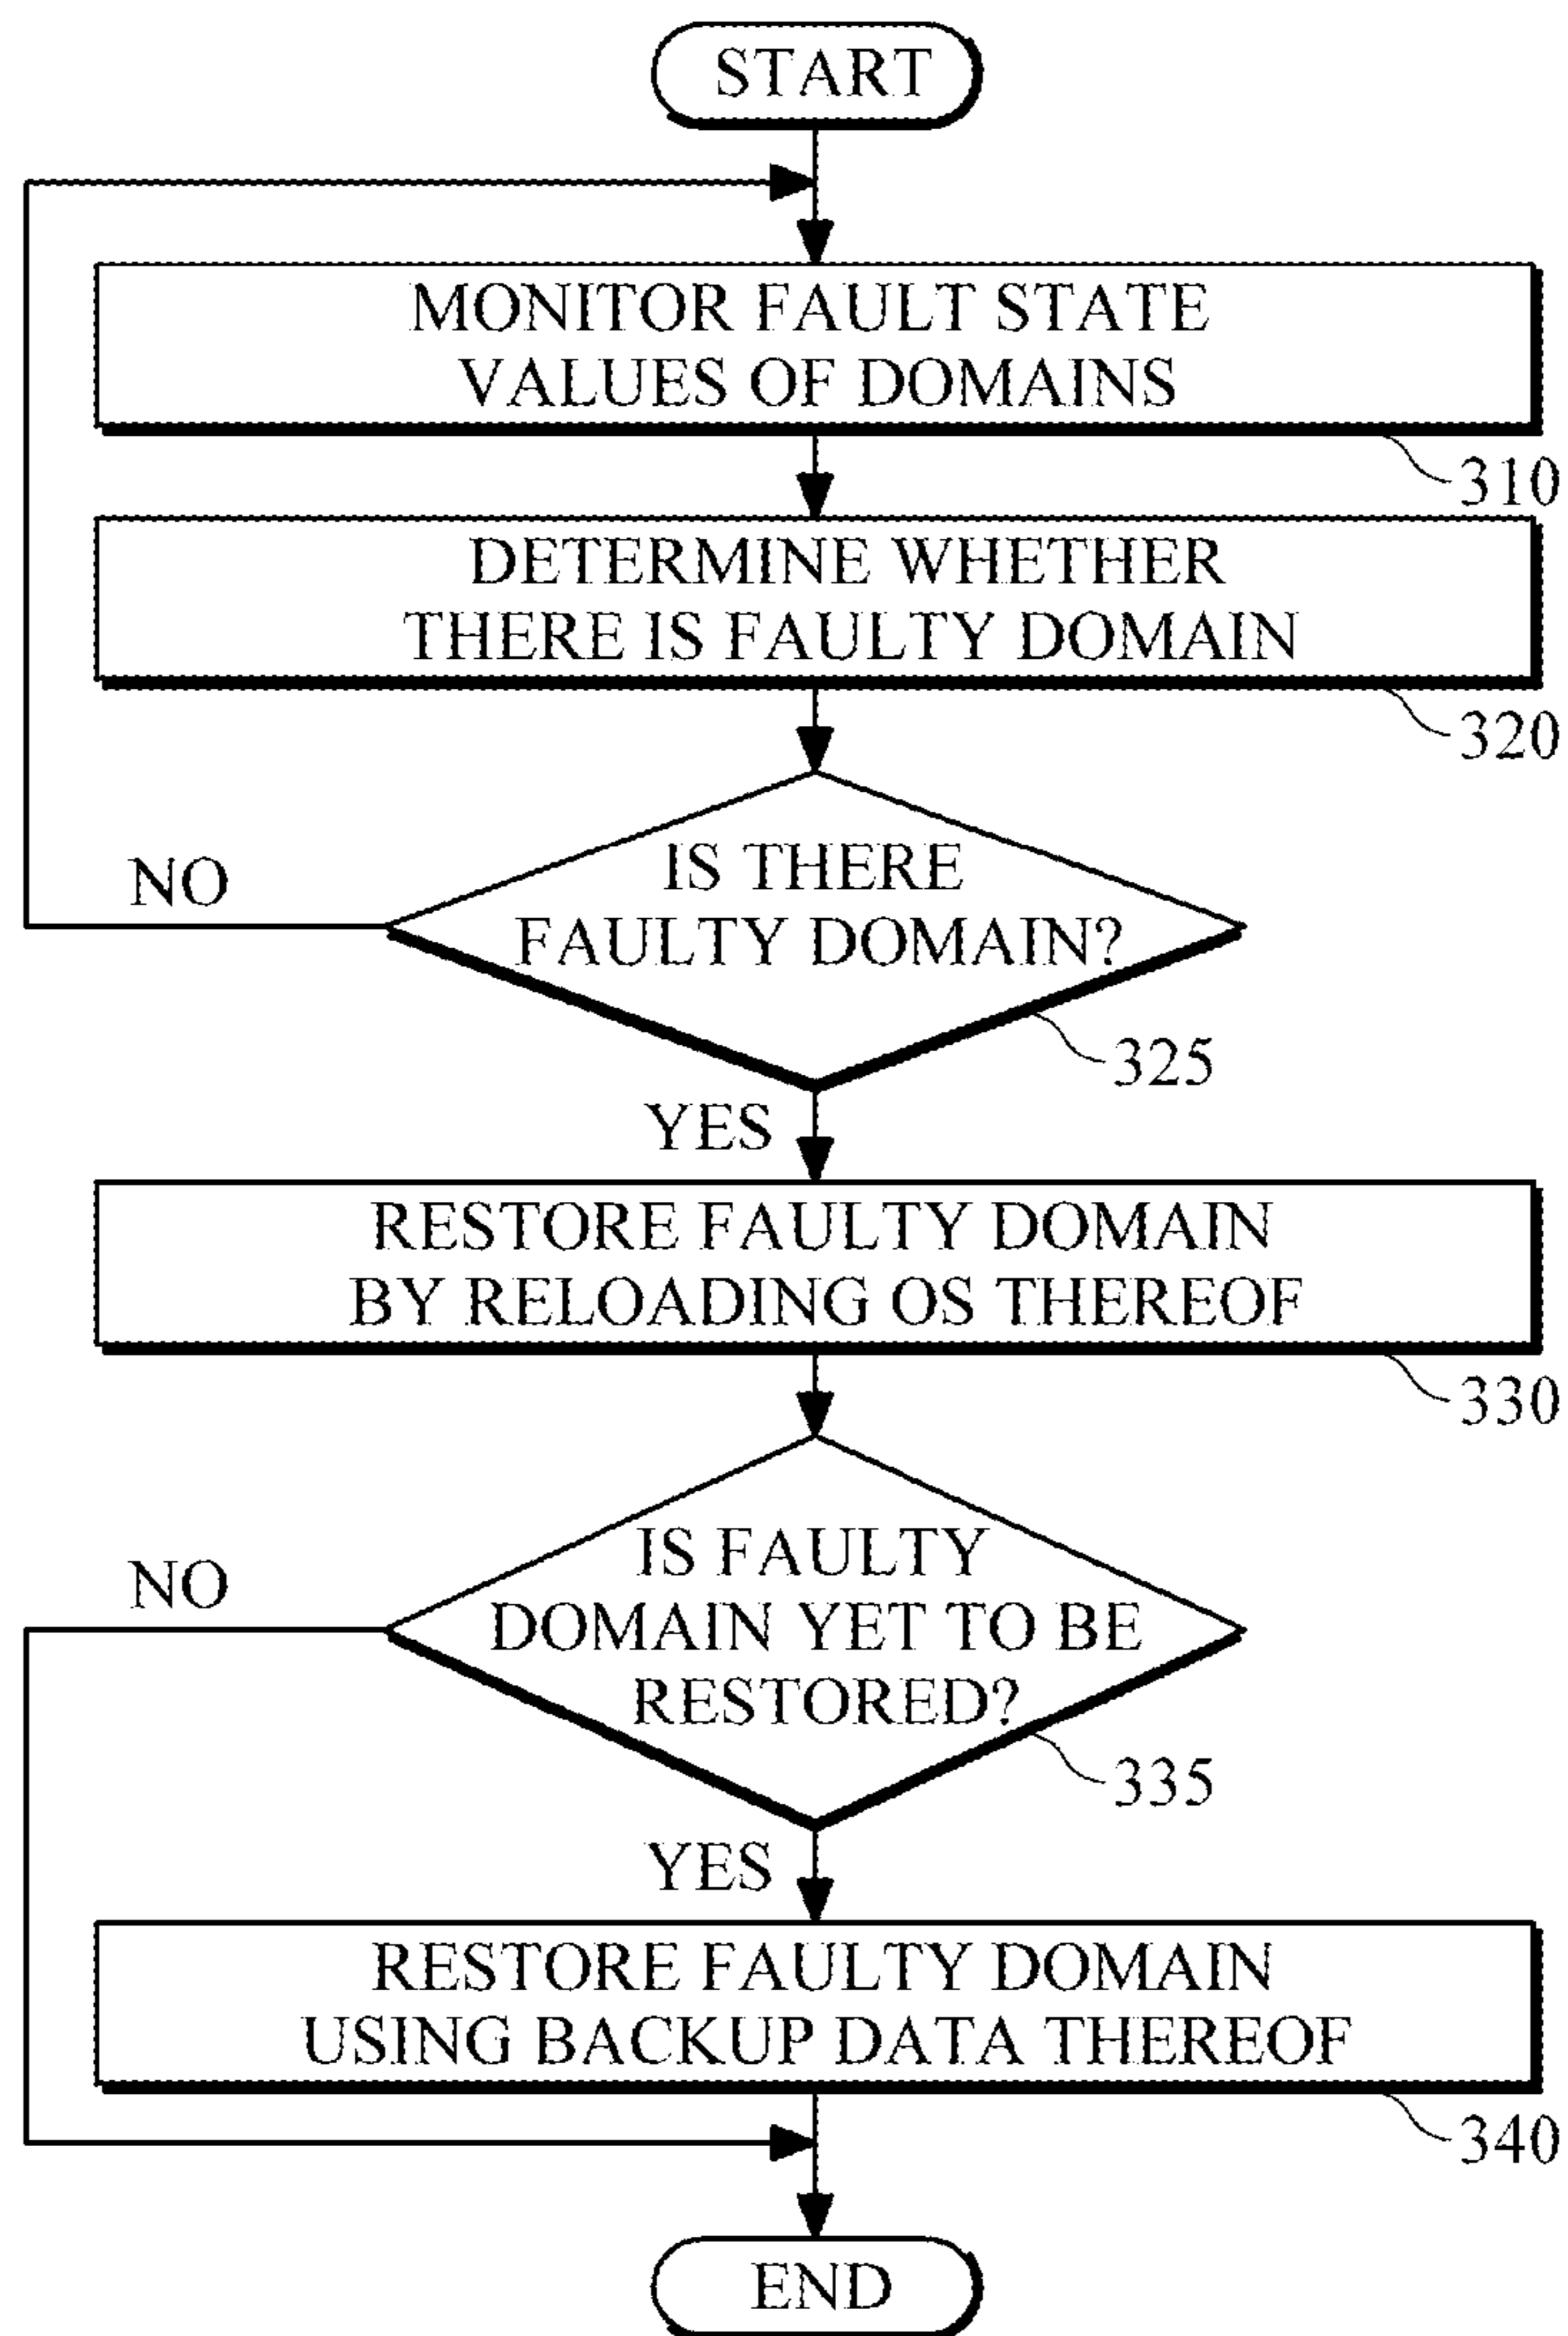 START
MONITOR FAULT STATE
VALUES OF DOMAINS
310
DETERMINE WHETHER
THERE IS FAULTY DOMAIN
320
IS THERE
FAULTY DOMAIN?
NO
325
YES
RESTORE FAULTY DOMAIN
BY RELOADING OS THEREOF
330
IS FAULTY
DOMAIN YET TO BE
RESTORED?
NO
335
YES
RESTORE FAULTY DOMAIN
USING BACKUP DATA THEREOF
340
END